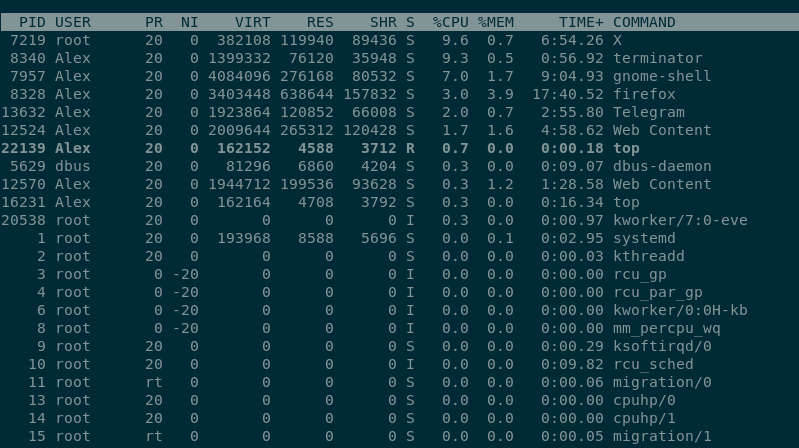 PID USER PR NI VIRT RES SHR S %CPU %MEM TIME+ COMMAND
7219 root 20 0 382108 119940 89436 S 9.6 0.7 6:54.26 X
8340 Alex 20 0 1399332 76120 35948 S 9.3 0.5 0:56.92 terminator
7957 Alex 20 0 4084096 276168 80532 S 7.0 1.7 9:04.93 gnome-shell
8328 Alex 20 0 3403448 638644 157832 S 3.0 3.9 17:40.52 firefox
13632 Alex 20 0 1923864 120852 66008 S 2.0 0.7 2:55.80 Telegram
12524 Alex 20 0 2009644 265312 120428 S 1.7 1.6 4:58.62 Web Content
22139 Alex 20 0 162152 4588 3712 R 0.7 0.0 0:00.18 top
5629 dbus 20 0 81296 6860 4204 S 0.3 0.0 0:09.07 dbus-daemon
12570 Alex 20 0 1944712 199536 93628 S 0.3 1.2 1:28.58 Web Content
16231 Alex 20 0 162164 4708 3792 S 0.3 0.0 0:16.34 top
20538 root 20 0 0 0 0 I 0.3 0.0 0:00.97 kworker/7:0-eve
1 root 20 0 193968 8588 5696 S 0.0 0.1 0:02.95 systemd
2 root 20 0 0 0 0 S 0.0 0.0 0:00.03 kthreadd
3 root 0 -20 0 0 0 I 0.0 0.0 0:00.00 rcu_gp
4 root 0 -20 0 0 0 I 0.0 0.0 0:00.00 rcu_par_gp
6 root 0 -20 0 0 0 I 0.0 0.0 0:00.00 kworker/0:0H-kb
8 root 0 -20 0 0 0 I 0.0 0.0 0:00.00 mm_percpu_wq
9 root 20 0 0 0 0 S 0.0 0.0 0:00.29 ksoftirqd/0
10 root 20 0 0 0 0 I 0.0 0.0 0:09.82 rcu_sched
11 root rt 0 0 0 0 S 0.0 0.0 0:00.06 migration/0
13 root 20 0 0 0 0 S 0.0 0.0 0:00.00 cpuhp/0
14 root 20 0 0 0 0 S 0.0 0.0 0:00.00 cpuhp/1
15 root rt 0 0 0 0 S 0.0 0.0 0:00.05 migration/1